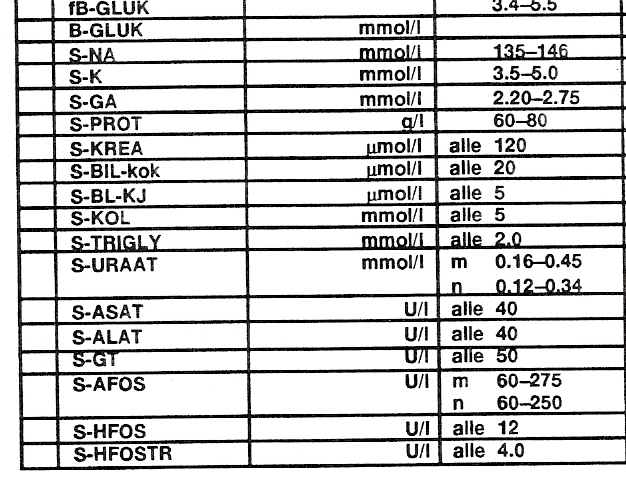 fB-GLUK 3.4–5.5
B-GLUK mmol/l
S-NA mmol/l 135–146
S-K mmol/l 3.5–5.0
S-GA mmol/l 2.20–2.75
S-PROT g/l 60–80
S-KREA µmol/l alle 120
S-BIL-kok µmol/l alle 20
S-BL-KJ µmol/l alle 5
S-KOL mmol/l alle 5
S-TRIGLY mmol/l alle 2.0
S-URAAT mmol/l m 0.16–0.45
n 0.12–0.34
S-ASAT U/l alle 40
S-ALAT U/l alle 40
S-GT U/l alle 50
S-AFOS U/l m 60–275
n 60–250
S-HFOS U/l alle 12
S-HFOSTR U/l alle 4.0